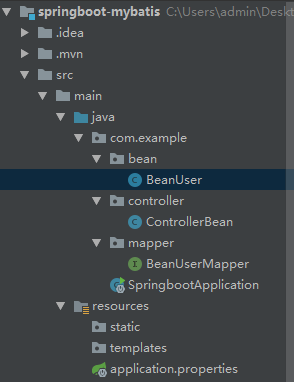 springboot-mybatis C:\Users\admin\Deskt
.idea
.mvn
src
main
java
com.example
bean
BeanUser
controller
ControllerBean
mapper
BeanUserMapper
SpringbootApplication
resources
static
templates
application.properties